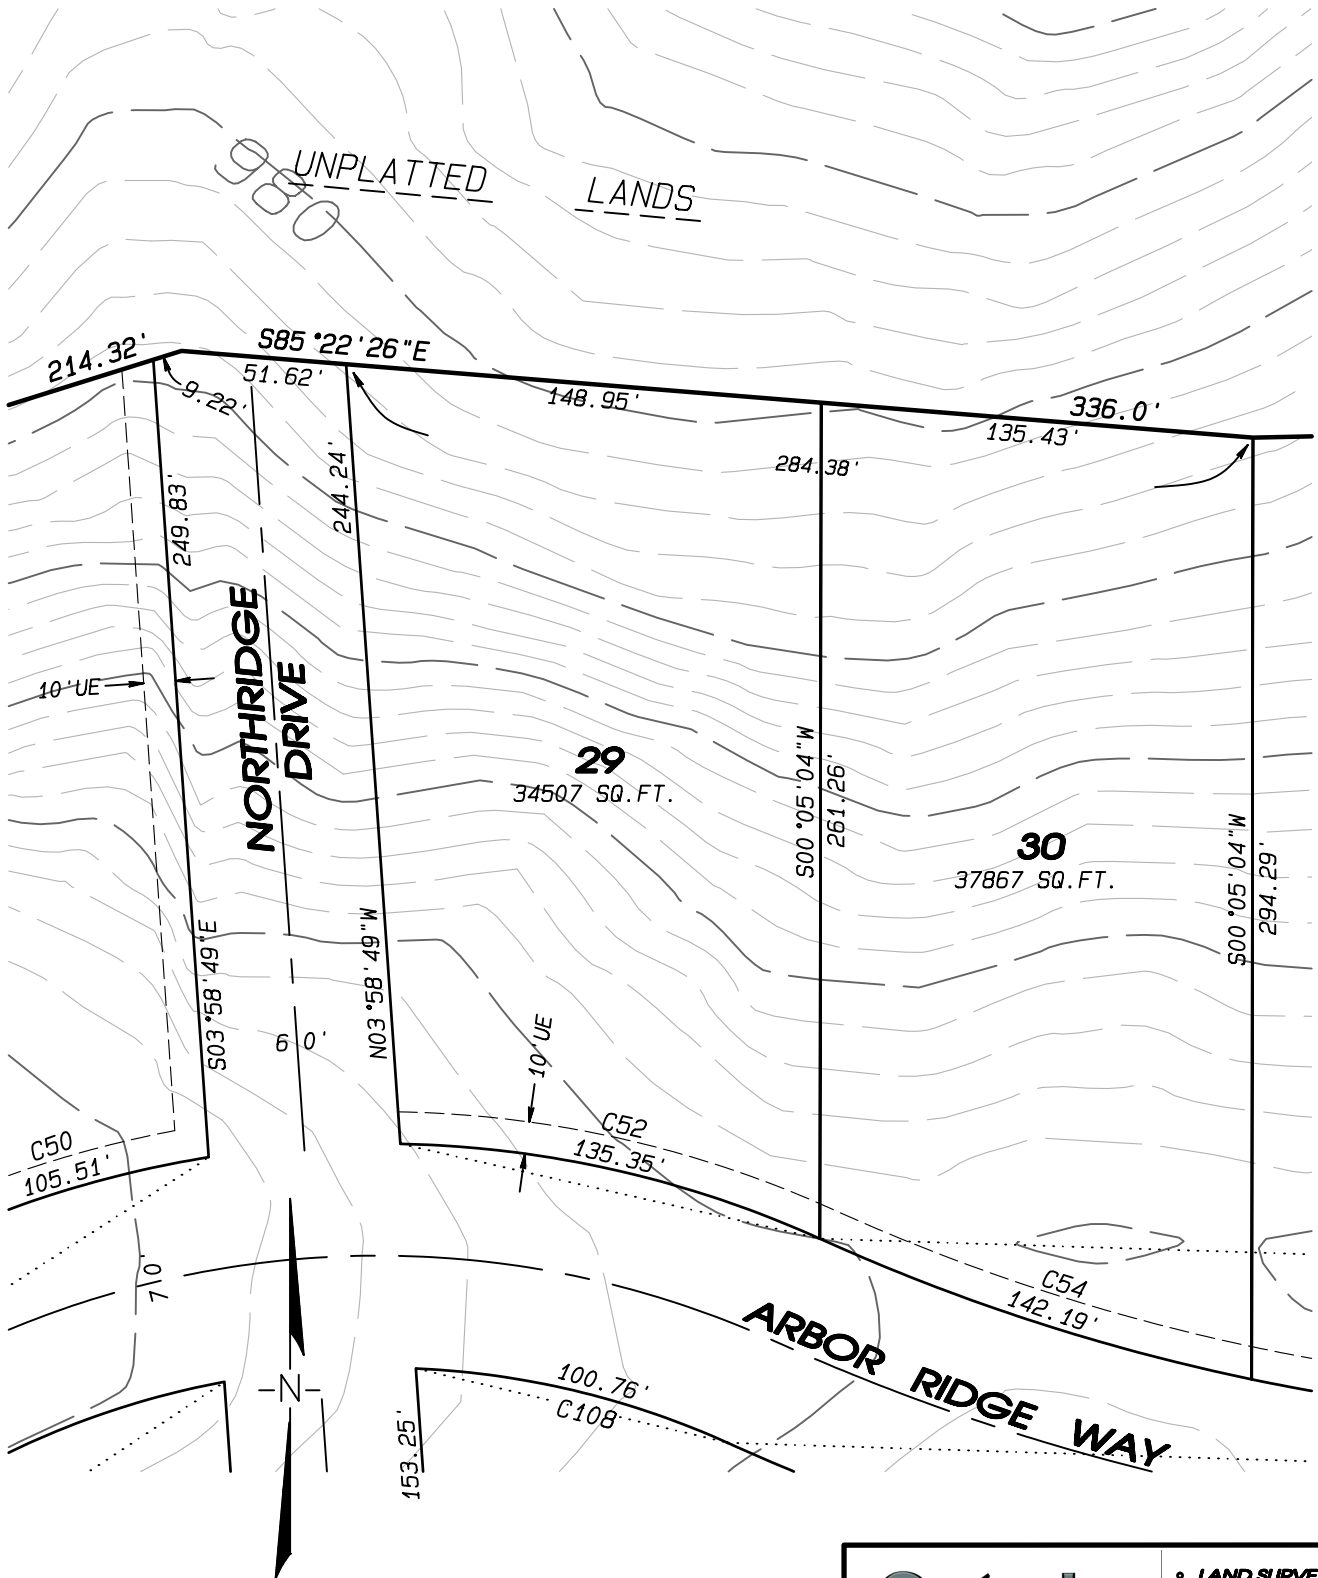 980
UNPLATTED LANDS
214.32'
S85°22'26"E
51.62'
9.22'
148.95'
336.0'
135.43'
284.38'
249.83'
244.24'
NORTHRIDGE
DRIVE
10'UE
29
34507 SQ.FT.
S00°05'04"W
261.26'
30
37867 SQ.FT.
S00°05'04"W
294.29'
S03°58'49"E
N03°58'49"W
60'
10'UE
C50
105.51'
C52
135.35'
70'
C54
142.19'
ARBOR RIDGE WAY
-N-
100.76'
C108
153.25'